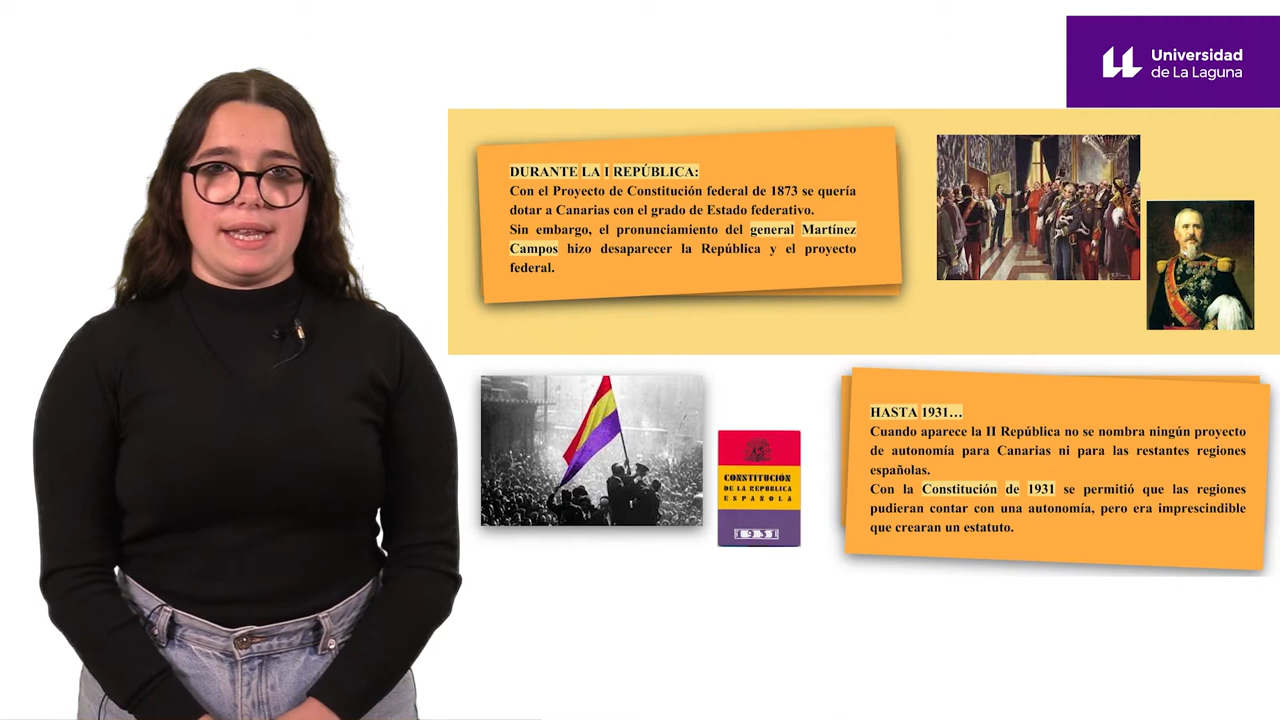 Universidad
de La Laguna
DURANTE LA I REPÚBLICA:
Con el Proyecto de Constitución federal de 1873 se quería
dotar a Canarias con el grado de Estado federativo.
Sin embargo, el pronunciamiento del general Martínez
Campos hizo desaparecer la República y el proyecto
federal.
CONSTITUCIÓN
DE LA REPÚBLICA
ESPAÑOLA
1931
HASTA 1931…
Cuando aparece la II República no se nombra ningún proyecto
de autonomía para Canarias ni para las restantes regiones
españolas.
Con la Constitución de 1931 se permitió que las regiones
pudieran contar con una autonomía, pero era imprescindible
que crearan un estatuto.